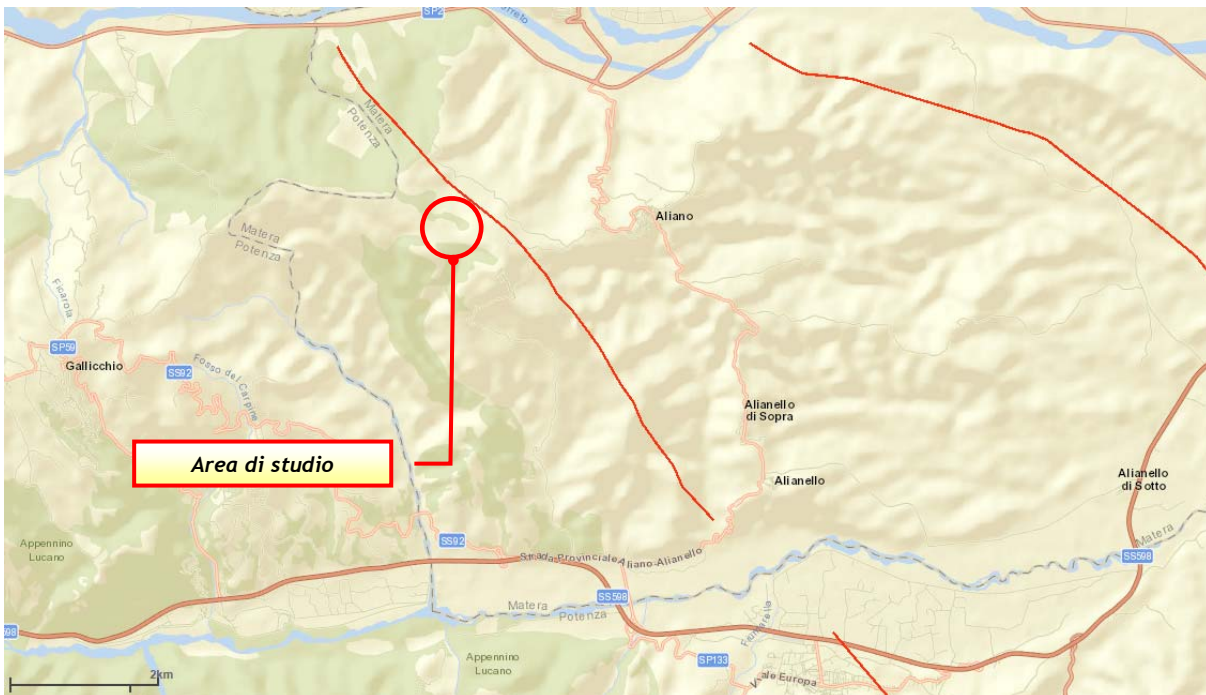 SP2
Matera
Potenza
Aliano
Matera
Potenza
Ficarola
SP59
Gallicchio
SS92
Fosso del Carpine
Alianello
di Sopra
Area di studio
Alianello
Alianello
di Sotto
Appennino
Lucano
SS92
Strada Provinciale Aliano-Alianello
Matera
SS598
Matera
Potenza
SS598
598
Appennino
Lucano
SP133
Viale Europa
2km